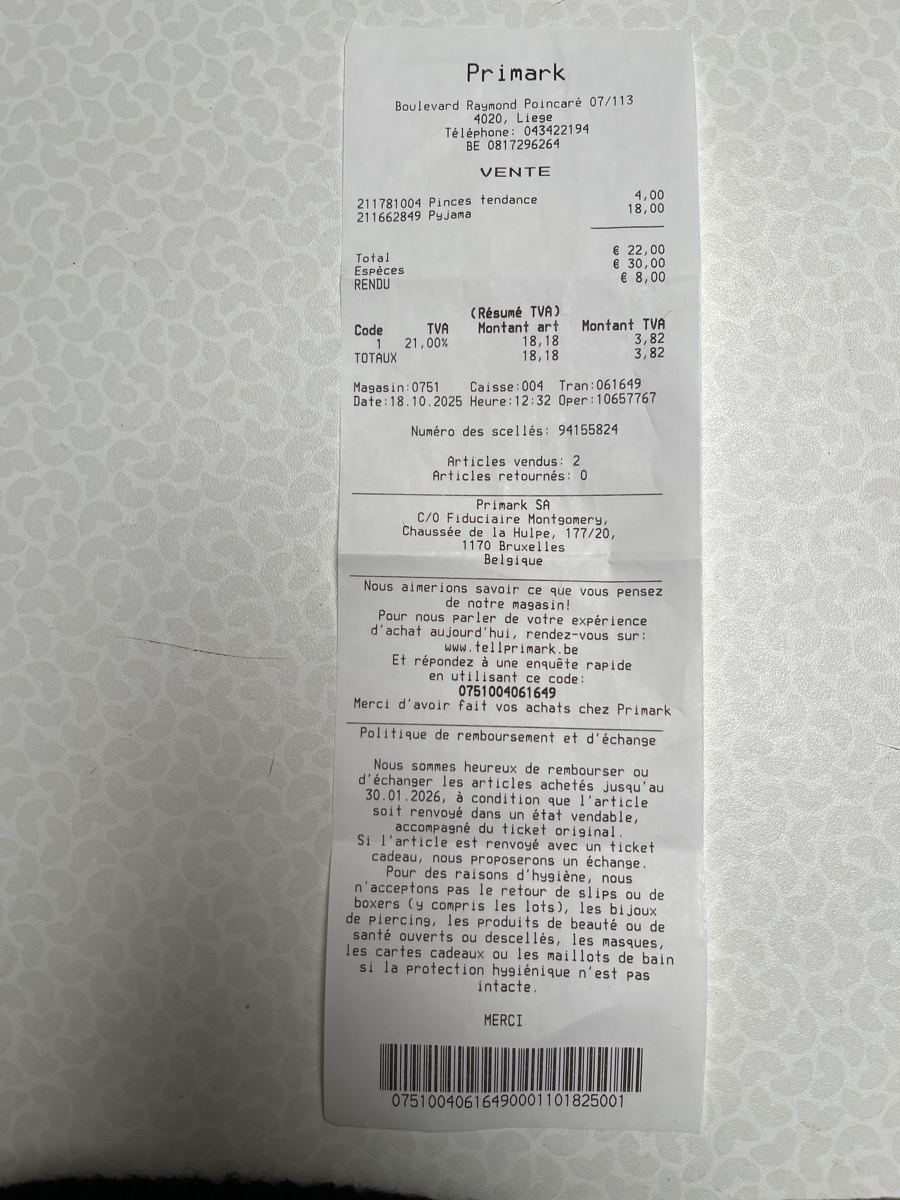 Primark
Boulevard Raymond Poincaré 07/113
4020, Liege
Téléphone: 043422194
BE 0817296264
VENTE
211781004 Pinces tendance 4,00
211662849 Pyjama 18,00
Total € 22,00
Espèces € 30,00
RENDU € 8,00
(Résumé TVA)
Code TVA Montant art Montant TVA
1 21,00% 18,18 3,82
TOTAUX 18,18 3,82
Magasin:0751 Caisse:004 Tran:061649
Date:18.10.2025 Heure:12:32 Oper:10657767
Numéro des scellés: 94155824
Articles vendus: 2
Articles retournés: 0
Primark SA
C/O Fiduciaire Montgomery,
Chaussée de la Hulpe, 177/20,
1170 Bruxelles
Belgique
Nous aimerions savoir ce que vous pensez
de notre magasin!
Pour nous parler de votre expérience
d'achat aujourd'hui, rendez-vous sur:
www.tellprimark.be
Et répondez à une enquête rapide
en utilisant ce code:
0751004061649
Merci d'avoir fait vos achats chez Primark
Politique de remboursement et d'échange
Nous sommes heureux de rembourser ou
d'échanger les articles achetés jusqu'au
30.01.2026, à condition que l'article
soit renvoyé dans un état vendable,
accompagné du ticket original.
Si l'article est renvoyé avec un ticket
cadeau, nous proposerons un échange.
Pour des raisons d'hygiène, nous
n'acceptons pas le retour de slips ou de
boxers (y compris les lots), les bijoux
de piercing, les produits de beauté ou de
santé ouverts ou descellés, les masques,
les cartes cadeaux ou les maillots de bain
si la protection hygiénique n'est pas
intacte.
MERCI
07510040616490001101825001